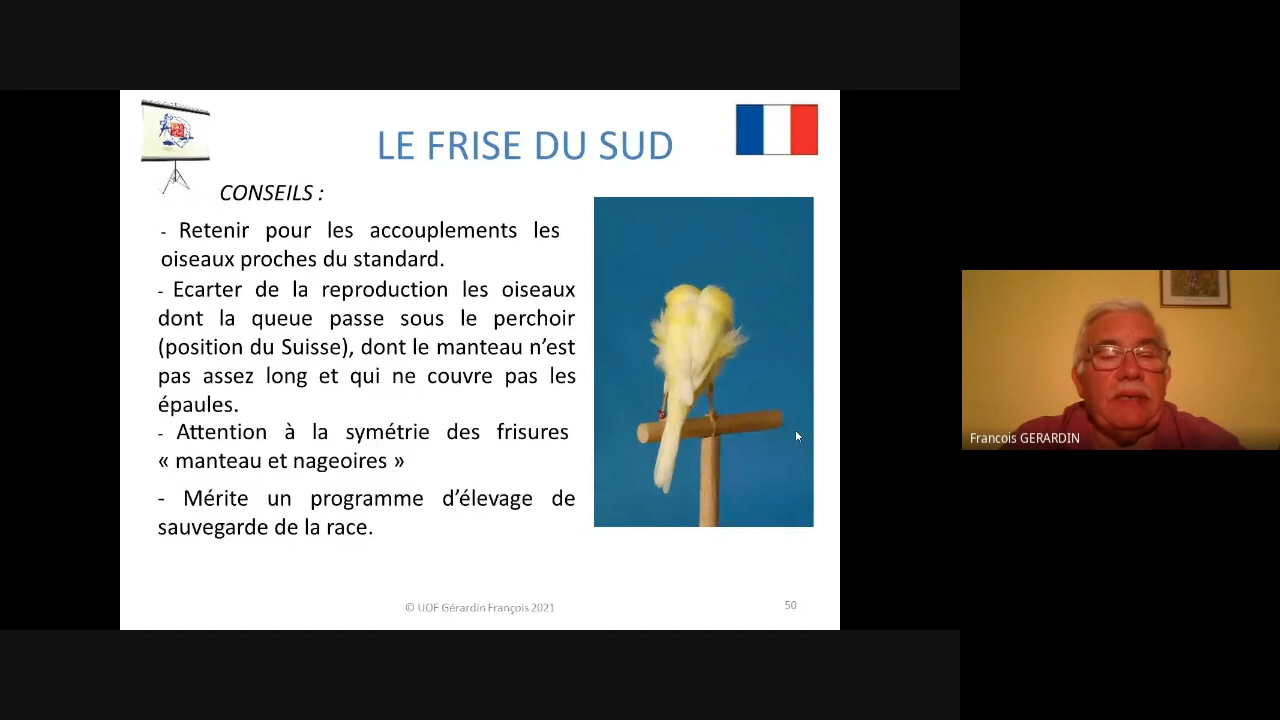 LE FRISE DU SUD
CONSEILS :
- Retenir pour les accouplements les
oiseaux proches du standard.
- Ecarter de la reproduction les oiseaux
dont la queue passe sous le perchoir
(position du Suisse), dont le manteau n’est
pas assez long et qui ne couvre pas les
épaules.
- Attention à la symétrie des frisures
« manteau et nageoires »
- Mérite un programme d’élevage de
sauvegarde de la race.
© UOF Gérardin François 2021
50
Francois GERARDIN